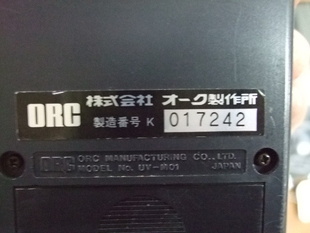 ORC 株式会社 オーク製作所
製造番号 K 017242
ORC ORC MANUFACTURING CO., LTD.
MODEL No. UV-M01 JAPAN